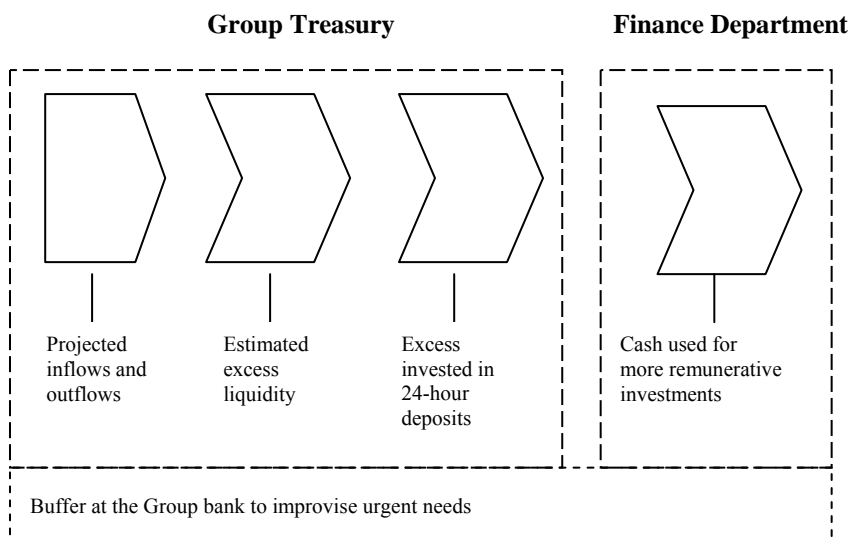 Group Treasury
Finance Department
Projected
inflows and
outflows
Estimated
excess
liquidity
Excess
invested in
24-hour
deposits
Cash used for
more remunerative
investments
Buffer at the Group bank to improvise urgent needs